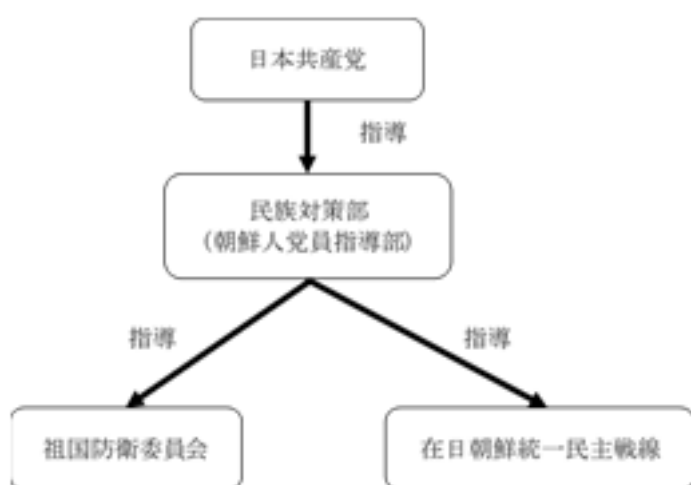 日本共産党
指導
民族対策部
(朝鮮人党員指導部)
指導
指導
祖国防衛委員会
在日朝鮮統一民主戦線